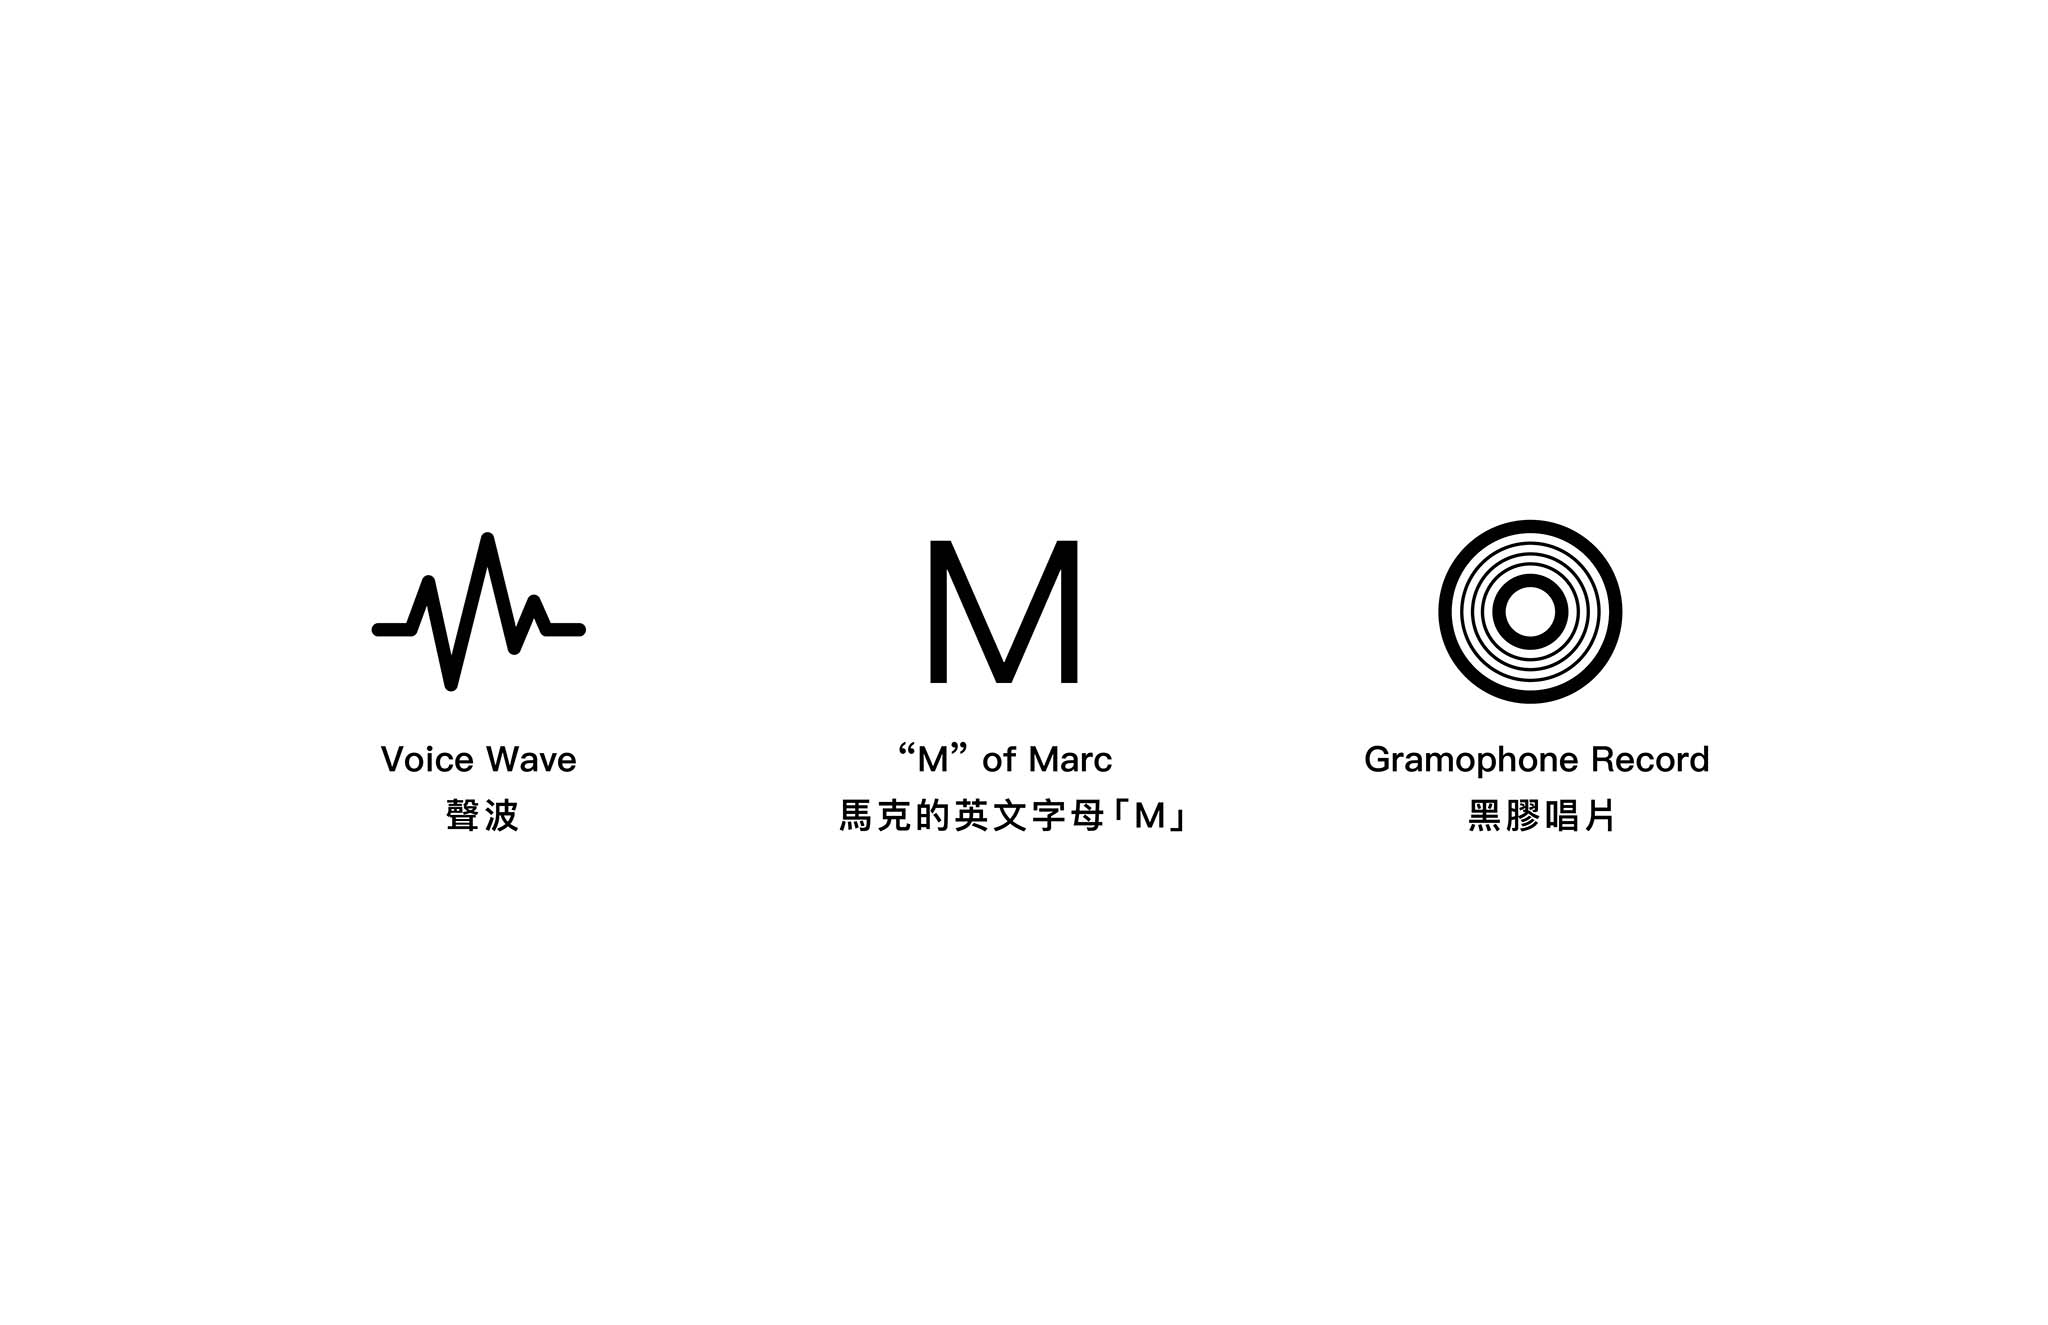 M
Voice Wave
聲波
“M” of Marc
馬克的英文字母「M」
Gramophone Record
黑膠唱片